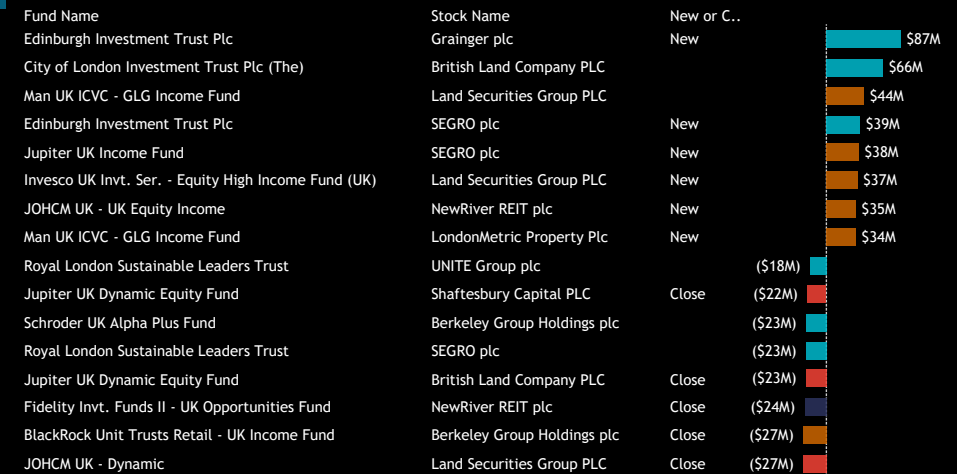 Fund Name Stock Name New or C..
Edinburgh Investment Trust Plc Grainger plc New $87M
City of London Investment Trust Plc (The) British Land Company PLC $66M
Man UK ICVC - GLG Income Fund Land Securities Group PLC $44M
Edinburgh Investment Trust Plc SEGRO plc New $39M
Jupiter UK Income Fund SEGRO plc New $38M
Invesco UK Invt. Ser. - Equity High Income Fund (UK) Land Securities Group PLC New $37M
JOHCM UK - UK Equity Income NewRiver REIT plc New $35M
Man UK ICVC - GLG Income Fund LondonMetric Property Plc New $34M
Royal London Sustainable Leaders Trust UNITE Group plc ($18M)
Jupiter UK Dynamic Equity Fund Shaftesbury Capital PLC Close ($22M)
Schroder UK Alpha Plus Fund Berkeley Group Holdings plc ($23M)
Royal London Sustainable Leaders Trust SEGRO plc ($23M)
Jupiter UK Dynamic Equity Fund British Land Company PLC Close ($23M)
Fidelity Invt. Funds II - UK Opportunities Fund NewRiver REIT plc Close ($24M)
BlackRock Unit Trusts Retail - UK Income Fund Berkeley Group Holdings plc Close ($27M)
JOHCM UK - Dynamic Land Securities Group PLC Close ($27M)